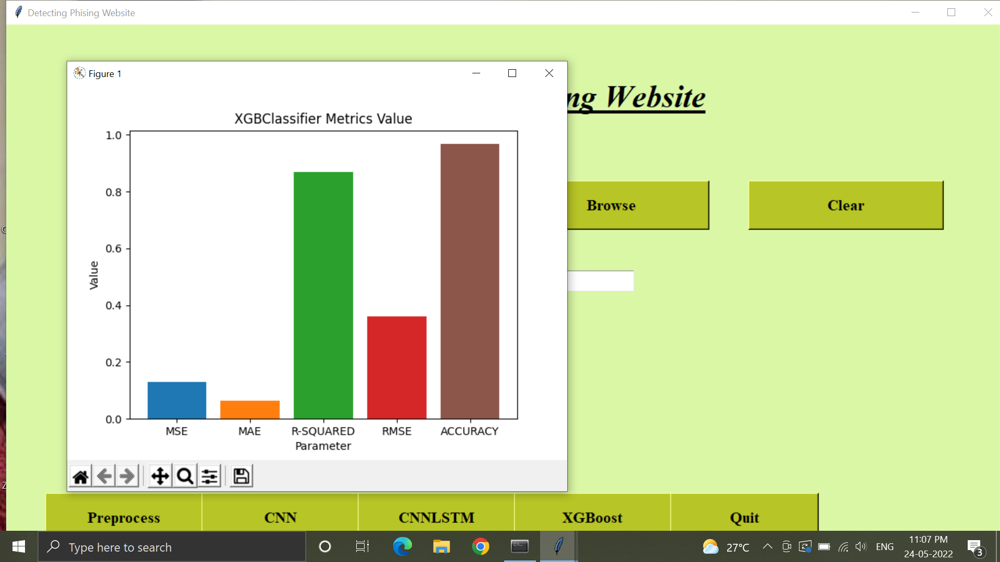 Detecting Phising Website
Figure 1
ng Website
XGBClassifier Metrics Value
1.0
0.8
0.6
0.4
0.2
0.0
Value
MSE MAE R-SQUARED RMSE ACCURACY
Parameter
Browse Clear
Preprocess CNN CNNLSTM XGBoost Quit
Type here to search
27°C
ENG
11:07 PM
24-05-2022
3